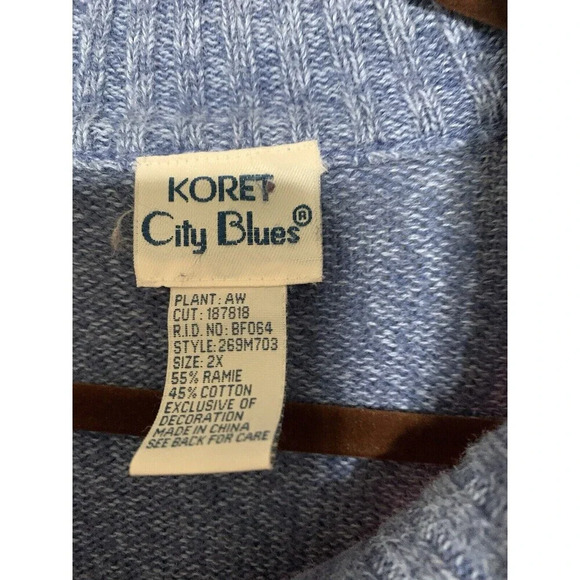 KORET
City Blues®
PLANT: AW
CUT: 187818
R.I.D. NO: BF064
STYLE: 269M703
SIZE: 2X
55% RAMIE
45% COTTON
EXCLUSIVE OF
DECORATION
MADE IN CHINA
SEE BACK FOR CARE